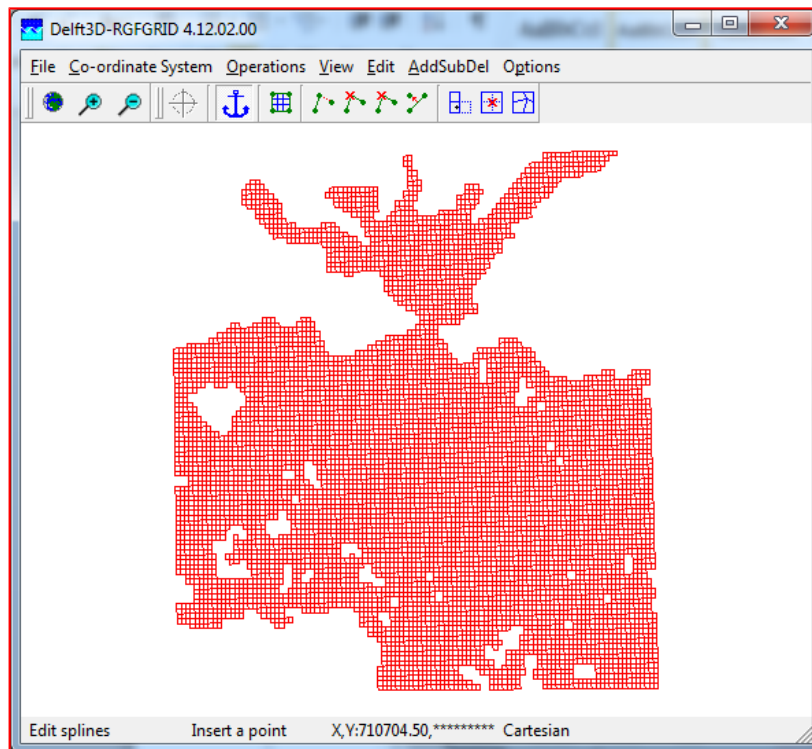 Delft3D-RGFGRID 4.12.02.00
File Co-ordinate System Operations View Edit AddSubDel Options
Edit splines Insert a point X,Y:710704.50,********* Cartesian